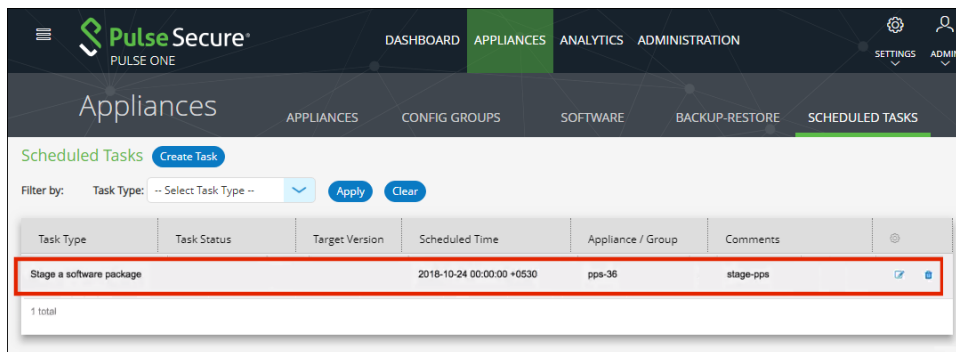 Pulse Secure®
PULSE ONE
DASHBOARD APPLIANCES ANALYTICS ADMINISTRATION
SETTINGS
Appliances
APPLIANCES CONFIG GROUPS SOFTWARE BACKUP-RESTORE SCHEDULED TASKS
Scheduled Tasks Create Task
Filter by: Task Type: -- Select Task Type -- Apply Clear
Task Type Task Status Target Version Scheduled Time Appliance / Group Comments
Stage a software package 2018-10-24 00:00:00 +0530 pps-36 stage-pps
1 total